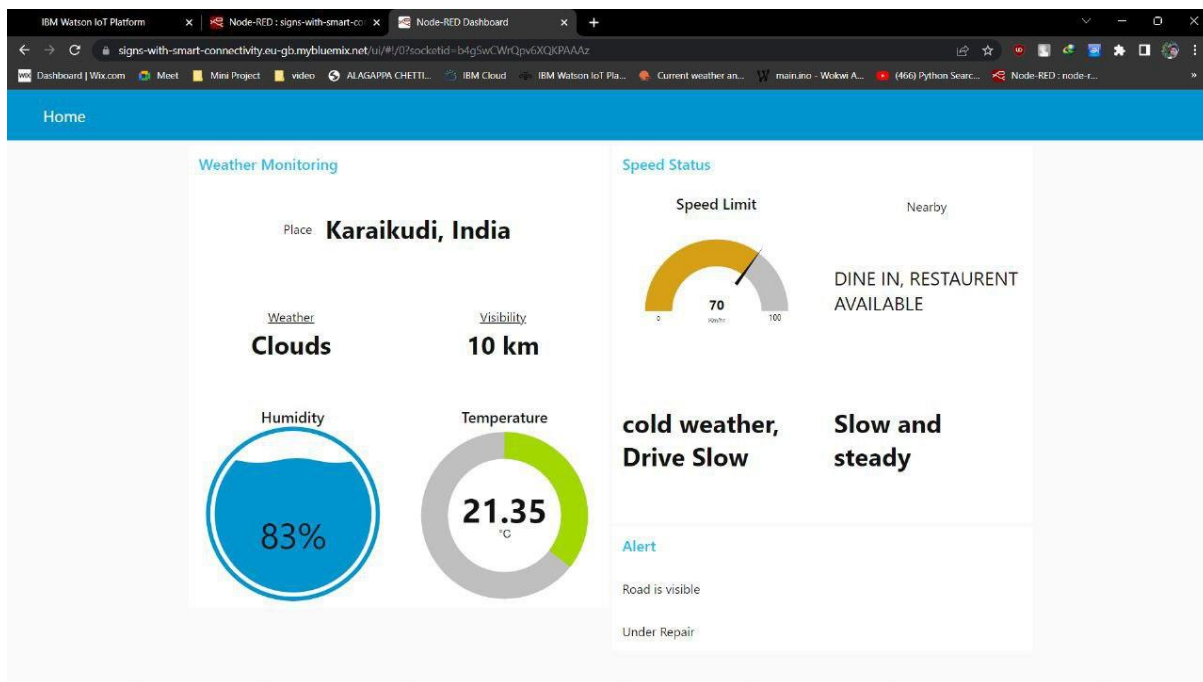 IBM Watson IoT Platform
Node-RED : signs-with-smart-co
Node-RED Dashboard
signs-with-smart-connectivity.eu-gb.mybluemix.net/ui/#!/0?socketid=b4gSwCWrQpv6XQKPAAAz
WIX Dashboard | Wix.com
Meet
Mini Project
video
ALAGAPPA CHETTI...
IBM Cloud
IBM Watson IoT Pla...
Current weather an...
main.ino - Wokwi A...
(466) Python Searc...
Node-RED : node-r...
Home
Weather Monitoring
Place Karaikudi, India
Weather
Clouds
Visibility
10 km
Humidity
83%
Temperature
21.35
°C
Speed Status
Speed Limit
70
0
100
Nearby
DINE IN, RESTAURENT
AVAILABLE
cold weather,
Drive Slow
Slow and
steady
Alert
Road is visible
Under Repair